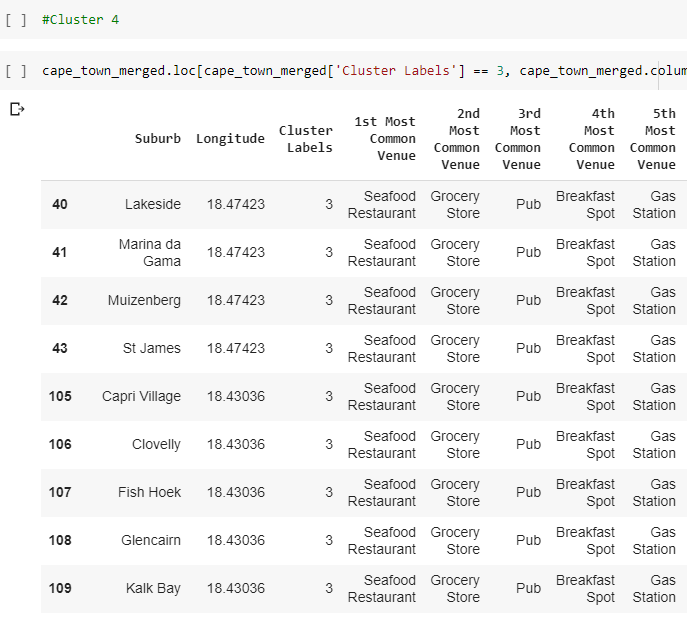 [ ] #Cluster 4
[ ] cape_town_merged.loc[cape_town_merged['Cluster Labels'] == 3, cape_town_merged.colum
Suburb Longitude Cluster Labels 1st Most Common Venue 2nd Most Common Venue 3rd Most Common Venue 4th Most Common Venue 5th Most Common Venue
40 Lakeside 18.47423 3 Seafood Restaurant Grocery Store Pub Breakfast Spot Gas Station
41 Marina da Gama 18.47423 3 Seafood Restaurant Grocery Store Pub Breakfast Spot Gas Station
42 Muizenberg 18.47423 3 Seafood Restaurant Grocery Store Pub Breakfast Spot Gas Station
43 St James 18.47423 3 Seafood Restaurant Grocery Store Pub Breakfast Spot Gas Station
105 Capri Village 18.43036 3 Seafood Restaurant Grocery Store Pub Breakfast Spot Gas Station
106 Clovelly 18.43036 3 Seafood Restaurant Grocery Store Pub Breakfast Spot Gas Station
107 Fish Hoek 18.43036 3 Seafood Restaurant Grocery Store Pub Breakfast Spot Gas Station
108 Glencairn 18.43036 3 Seafood Restaurant Grocery Store Pub Breakfast Spot Gas Station
109 Kalk Bay 18.43036 3 Seafood Restaurant Grocery Store Pub Breakfast Spot Gas Station